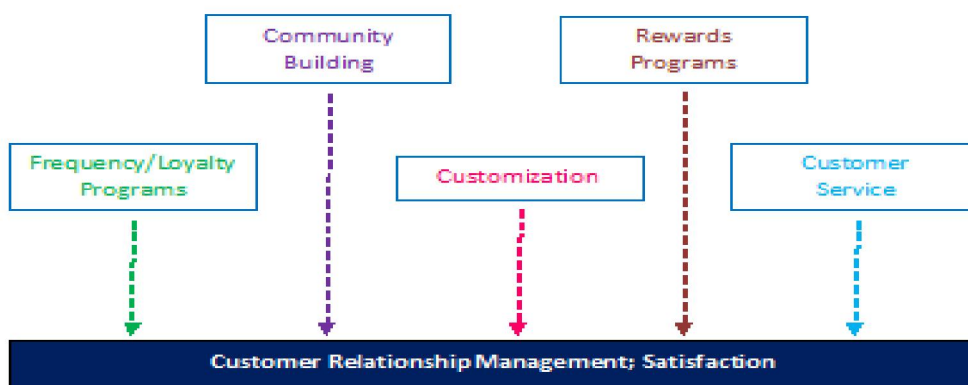 Community
Building
Rewards
Programs
Frequency/Loyalty
Programs
Customization
Customer
Service
Customer Relationship Management; Satisfaction